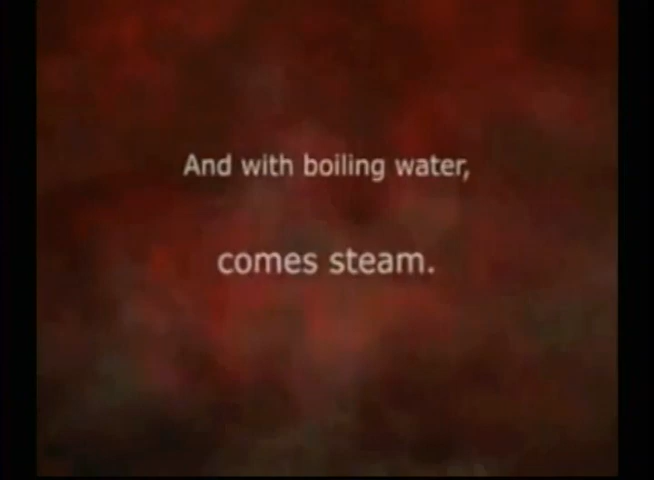 And with boiling water,
comes steam.